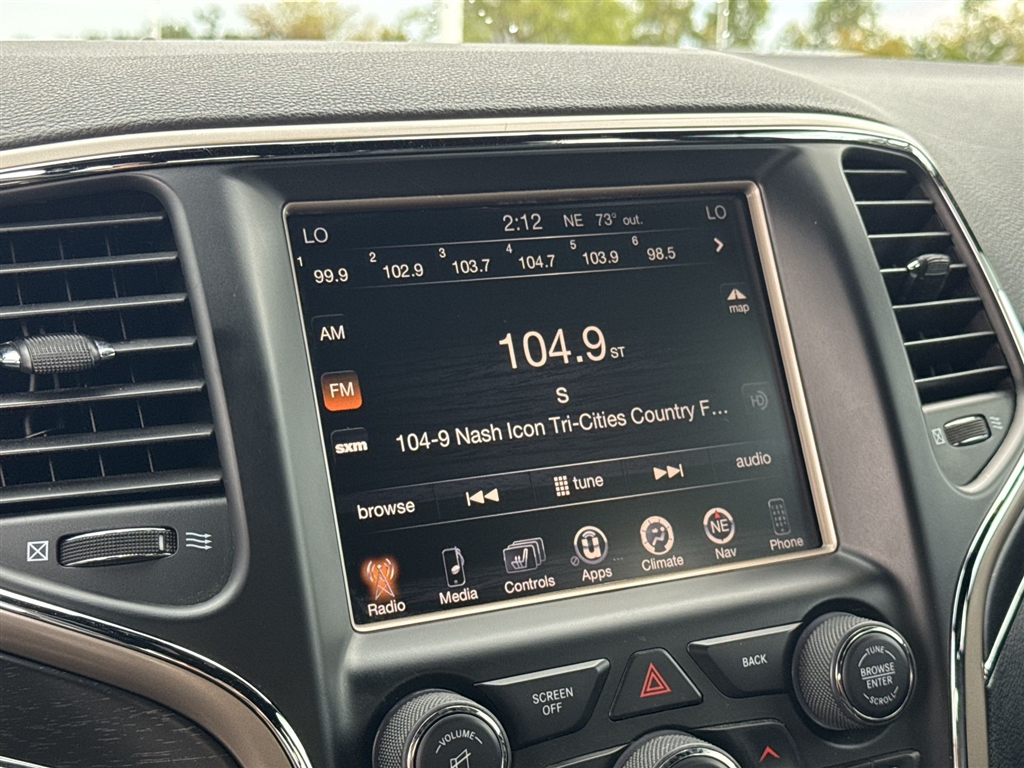 LO 2:12 NE 73° out. LO
1 99.9 2 102.9 3 103.7 4 104.7 5 103.9 6 98.5
map
AM
104.9 ST
FM
S
HD
sxm
104-9 Nash Icon Tri-Cities Country F...
browse tune audio
Radio Media Controls Apps Climate NE Nav Phone
VOLUME
SCREEN OFF
BACK
TUNE
BROWSE
ENTER
SCROLL